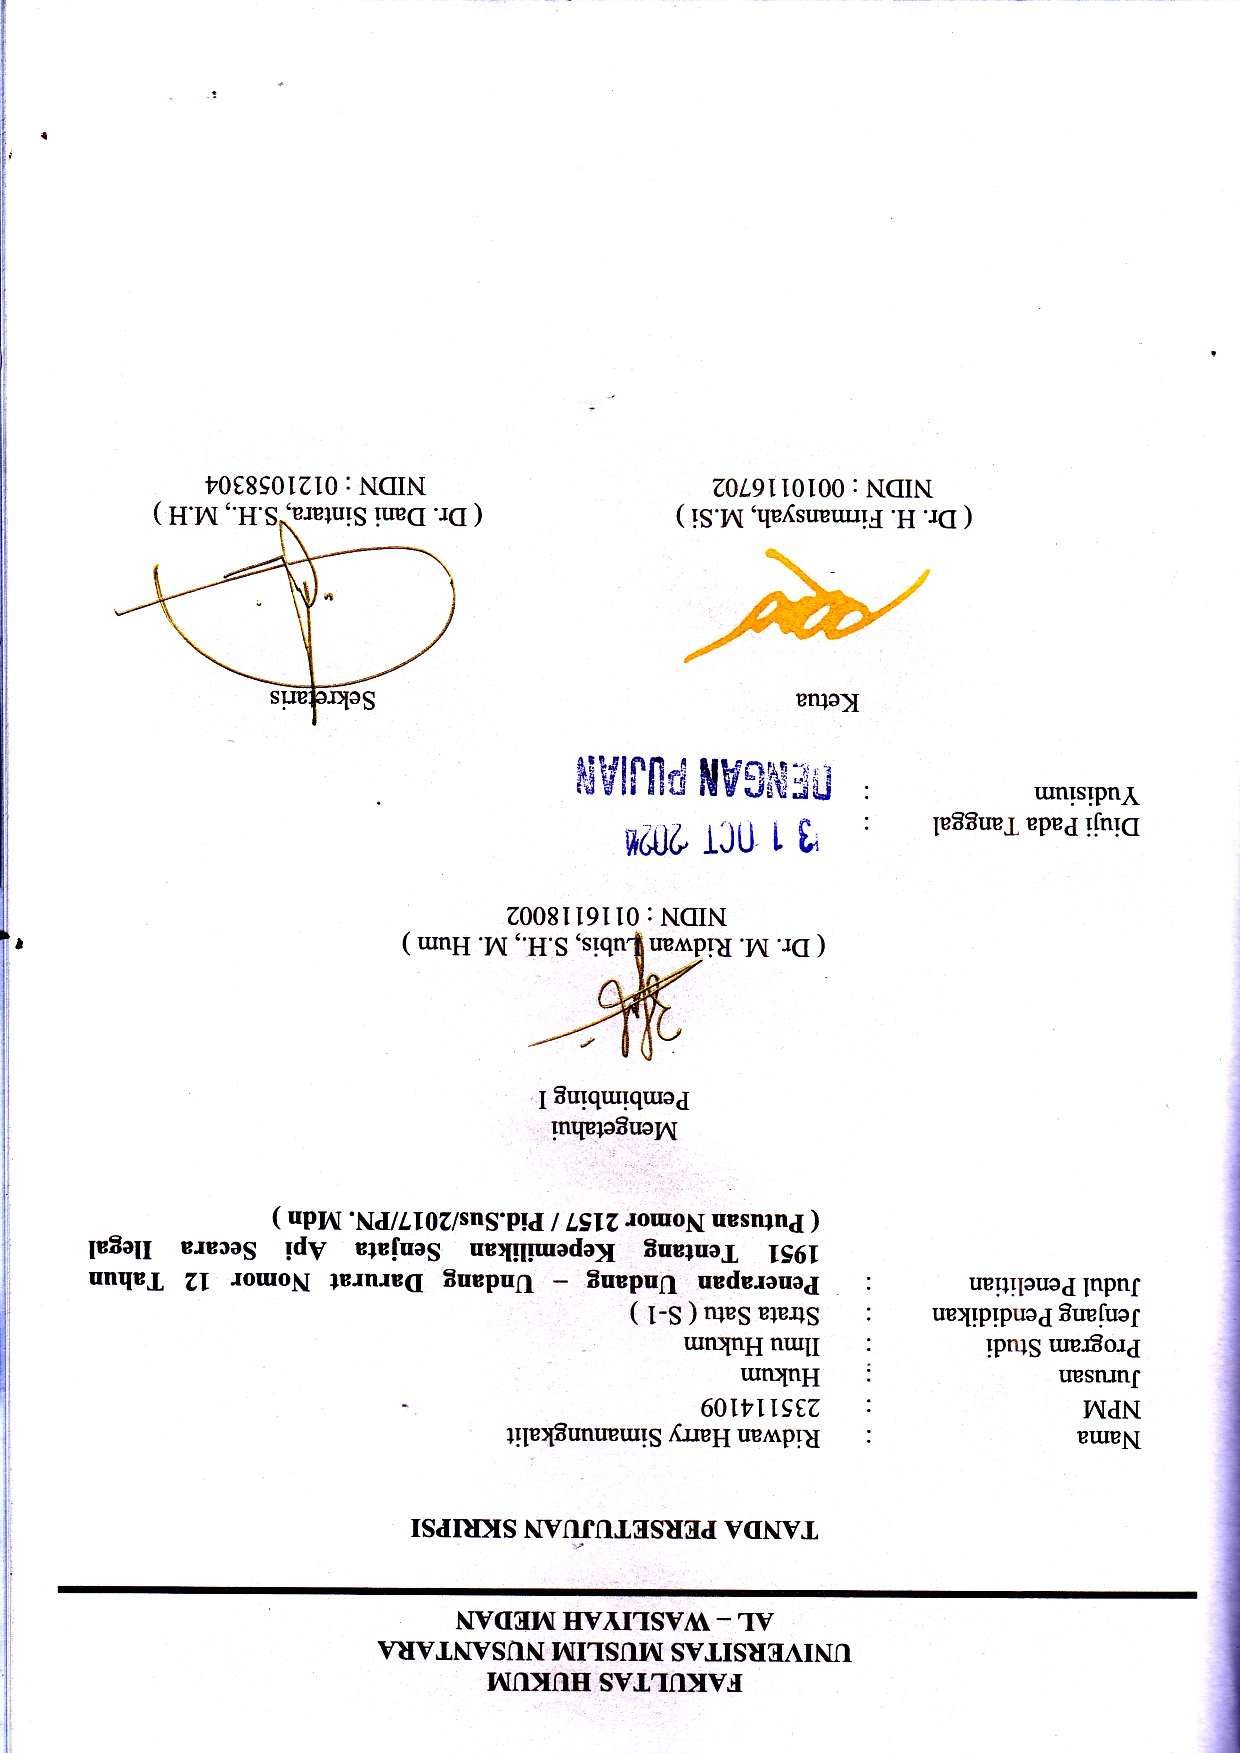 FAKULTAS HUKUM
UNIVERSITAS MUSLIM NUSANTARA
AL – WASLIYAH MEDAN
TANDA PERSETUJUAN SKRIPSI
Nama : Ridwan Harry Simanungkalit
NPM : 235114109
Jurusan : Hukum
Program Studi : Ilmu Hukum
Jenjang Pendidikan : Strata Satu ( S-1 )
Judul Penelitian : Penerapan Undang – Undang Darurat Nomor 12 Tahun
1951 Tentang Kepemilikan Senjata Api Secara Ilegal
( Putusan Nomor 2157 / Pid.Sus/2017/PN. Mdn )
Mengetahui
Pembimbing I
( Dr. M. Ridwan Lubis, S.H., M. Hum )
NIDN : 0116118002
Diuji Pada Tanggal : 31 OCT 2024
Yudisium : DENGAN PUJIAN
Ketua Sekretaris
( Dr. H. Firmansyah, M.Si ) ( Dr. Dani Sintara, S.H., M.H )
NIDN : 0010116702 NIDN : 0121058304